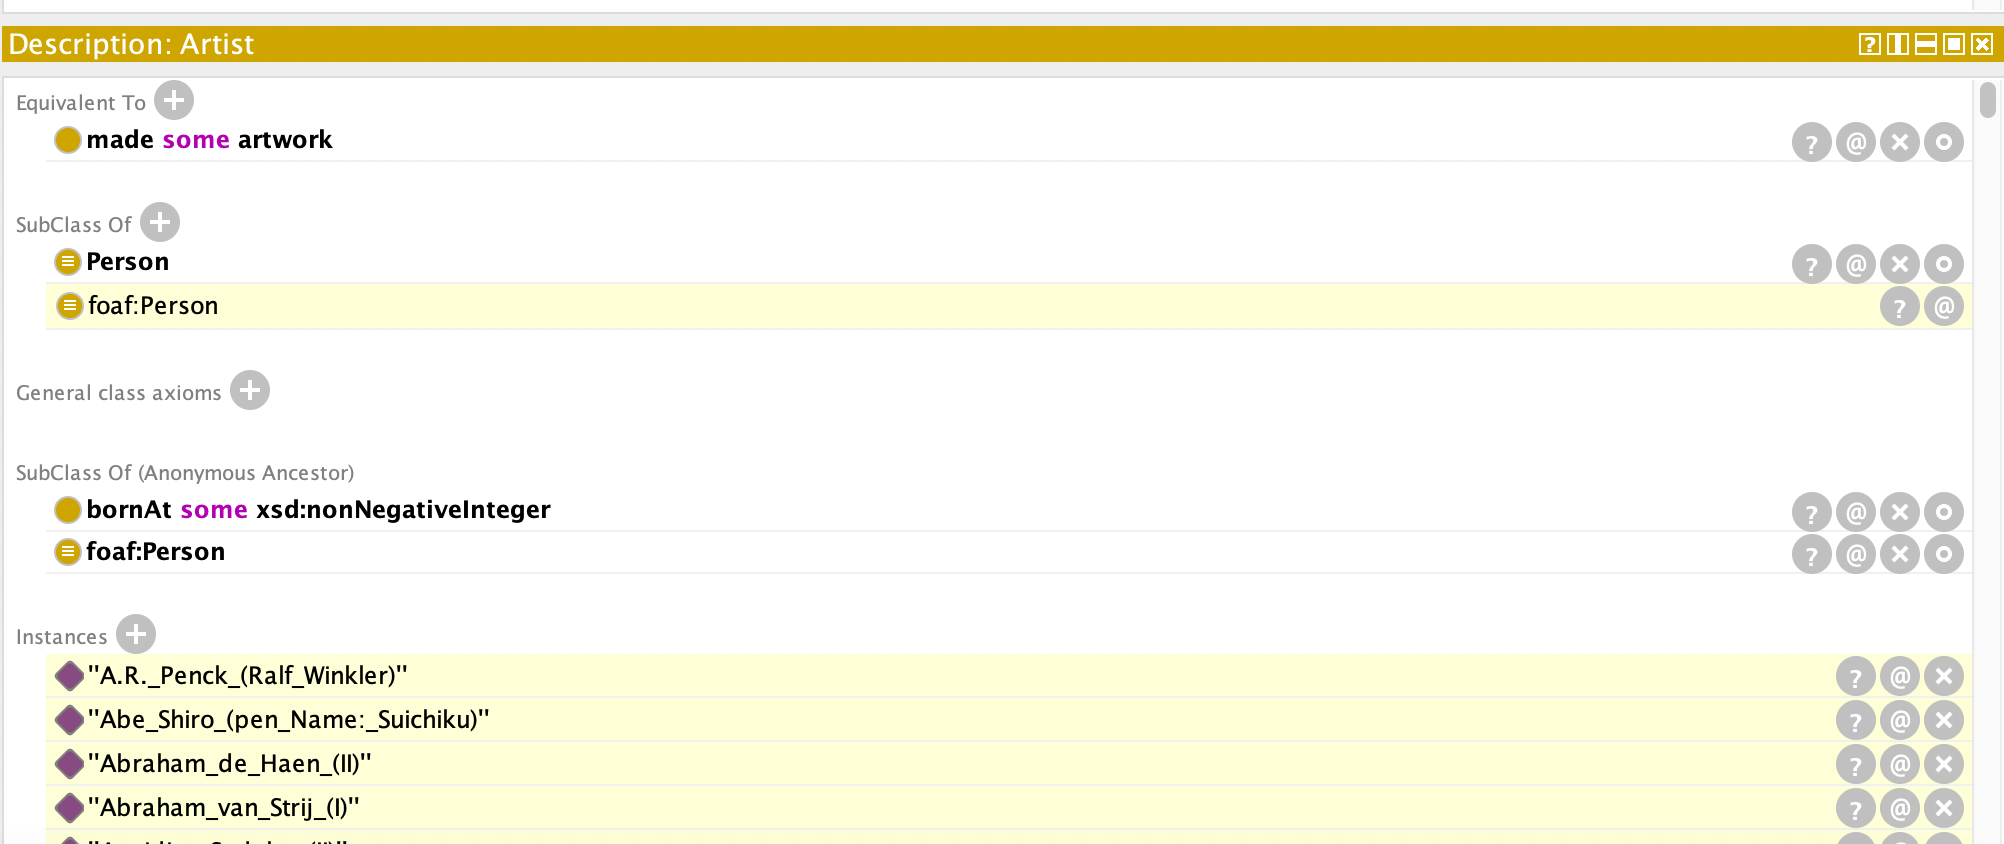 Description: Artist
Equivalent To
made some artwork
SubClass Of
Person
foaf:Person
General class axioms
SubClass Of (Anonymous Ancestor)
bornAt some xsd:nonNegativeInteger
foaf:Person
Instances
"A.R._Penck_(Ralf_Winkler)"
"Abe_Shiro_(pen_Name:_Suichiku)"
"Abraham_de_Haen_(II)"
"Abraham_van_Strij_(I)"